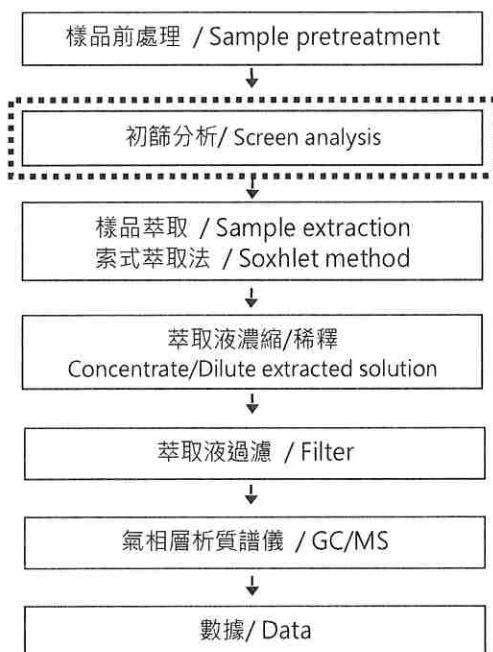 樣品前處理 / Sample pretreatment
初篩分析/ Screen analysis
樣品萃取 / Sample extraction
索式萃取法 / Soxhlet method
萃取液濃縮/稀釋
Concentrate/Dilute extracted solution
萃取液過濾 / Filter
氣相層析質譜儀 / GC/MS
數據/ Data